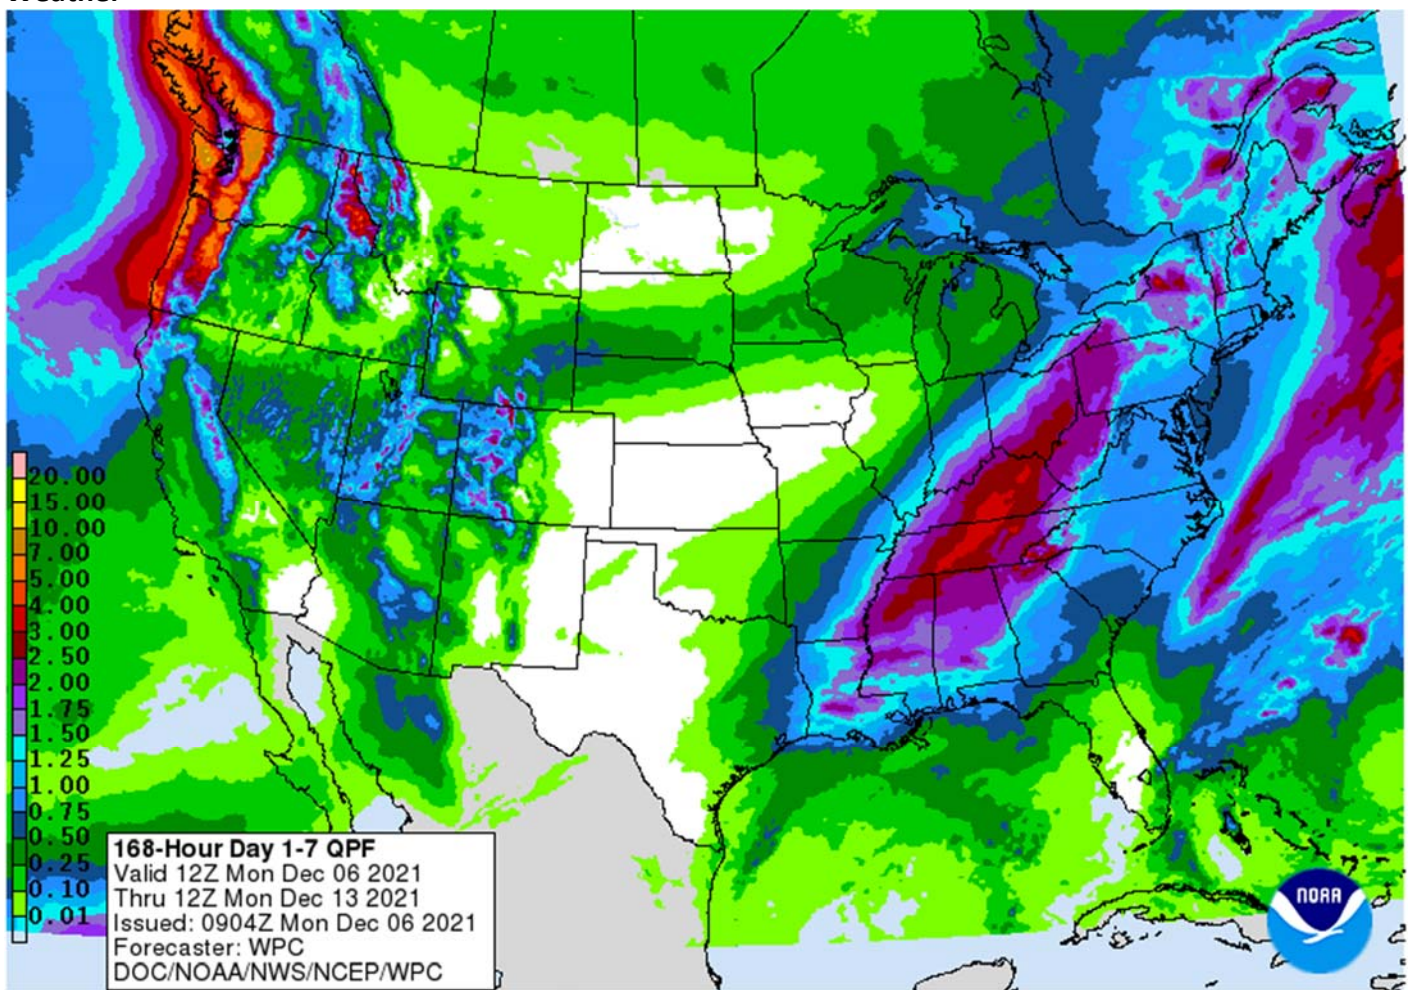 Weather
20.00
15.00
10.00
7.00
5.00
4.00
3.00
2.50
2.00
1.75
1.50
1.25
1.00
0.75
0.50
0.25
0.10
0.01
168-Hour Day 1-7 QPF
Valid 12Z Mon Dec 06 2021
Thru 12Z Mon Dec 13 2021
Issued: 0904Z Mon Dec 06 2021
Forecaster: WPC
DOC/NOAA/NWS/NCEP/WPC
NOAA